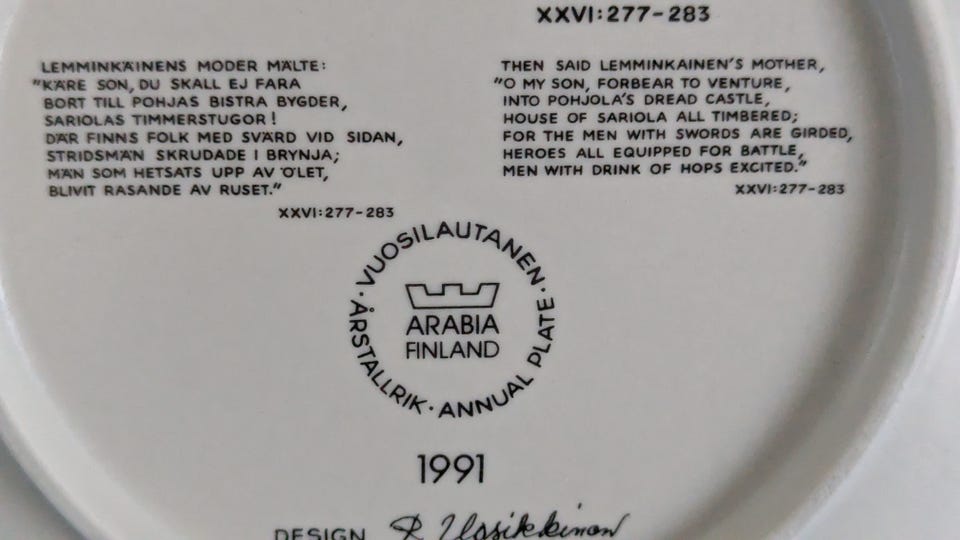 XXVI:277-283
LEMMINKÄINENS MODER MÄLTE:
"KÄRE SON, DU SKALL EJ FARA
BORT TILL POHJAS BISTRA BYGDER,
SARIOLAS TIMMERSTUGOR!
DÄR FINNS FOLK MED SVÄRD VID SIDAN,
STRIDSMÄN SKRUDADE I BRYNJA;
MÄN SOM HETSATS UPP AV ÖLET,
BLIVIT RASANDE AV RUSET."
XXVI:277-283
THEN SAID LEMMINKAINEN'S MOTHER,
"O MY SON, FORBEAR TO VENTURE,
INTO POHJOLA'S DREAD CASTLE,
HOUSE OF SARIOLA ALL TIMBERED;
FOR THE MEN WITH SWORDS ARE GIRDED,
HEROES ALL EQUIPPED FOR BATTLE,
MEN WITH DRINK OF HOPS EXCITED."
XXVI:277-283
· VUOSILAUTANEN · ANNUAL PLATE · ÅRSTALLRIK
ARABIA
FINLAND
1991
DESIGN R Uosikkinen